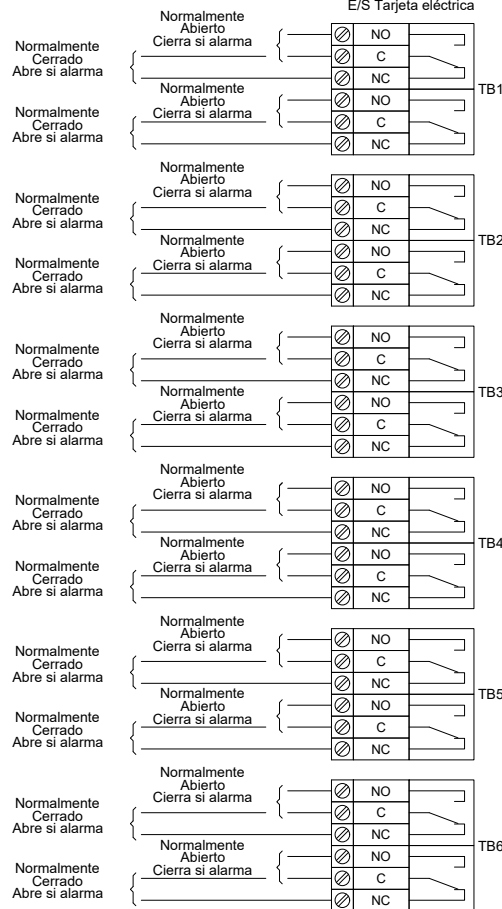 E/S Tarjeta eléctrica
Normalmente
Abierto
Cierra si alarma
Normalmente
Cerrado
Abre si alarma
NO
C
NC
Normalmente
Abierto
Cierra si alarma
Normalmente
Cerrado
Abre si alarma
NO
C
NC
TB1
Normalmente
Abierto
Cierra si alarma
Normalmente
Cerrado
Abre si alarma
NO
C
NC
Normalmente
Abierto
Cierra si alarma
Normalmente
Cerrado
Abre si alarma
NO
C
NC
TB2
Normalmente
Abierto
Cierra si alarma
Normalmente
Cerrado
Abre si alarma
NO
C
NC
Normalmente
Abierto
Cierra si alarma
Normalmente
Cerrado
Abre si alarma
NO
C
NC
TB3
Normalmente
Abierto
Cierra si alarma
Normalmente
Cerrado
Abre si alarma
NO
C
NC
Normalmente
Abierto
Cierra si alarma
Normalmente
Cerrado
Abre si alarma
NO
C
NC
TB4
Normalmente
Abierto
Cierra si alarma
Normalmente
Cerrado
Abre si alarma
NO
C
NC
Normalmente
Abierto
Cierra si alarma
Normalmente
Cerrado
Abre si alarma
NO
C
NC
TB5
Normalmente
Abierto
Cierra si alarma
Normalmente
Cerrado
Abre si alarma
NO
C
NC
Normalmente
Abierto
Cierra si alarma
Normalmente
Cerrado
Abre si alarma
NO
C
NC
TB6